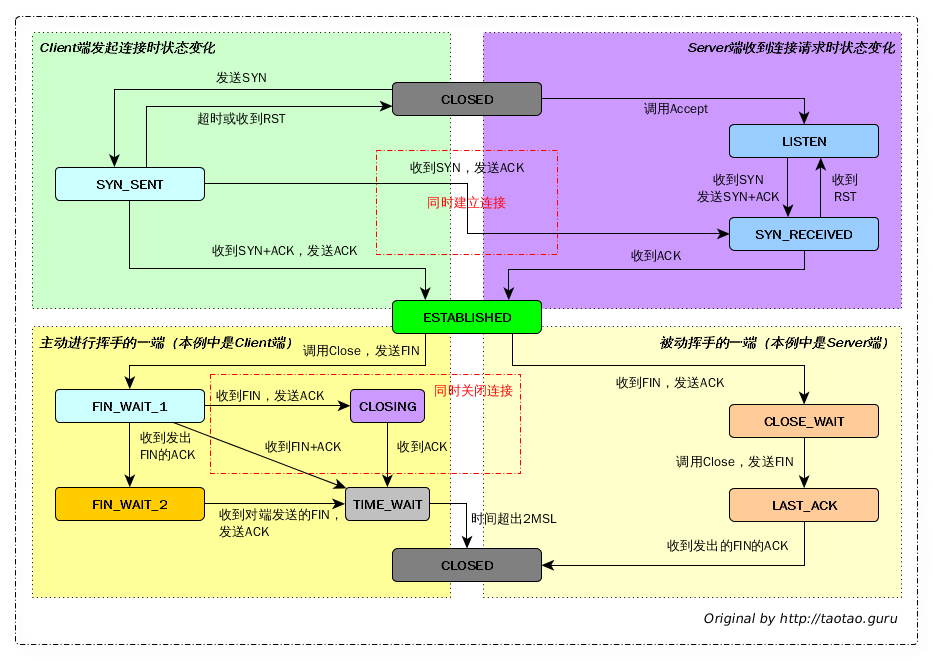 Client端发起连接时状态变化
Server端收到连接请求时状态变化
发送SYN
CLOSED
调用Accept
超时或收到RST
LISTEN
收到SYN，发送ACK
SYN_SENT
收到SYN
发送SYN+ACK
收到
RST
同时建立连接
SYN_RECEIVED
收到SYN+ACK，发送ACK
收到ACK
ESTABLISHED
主动进行挥手的一端（本例中是Client端）
调用Close，发送FIN
被动挥手的一端（本例中是Server端）
收到FIN，发送ACK
同时关闭连接
FIN_WAIT_1
收到FIN，发送ACK
CLOSING
CLOSE_WAIT
收到发出
FIN的ACK
收到FIN+ACK
收到ACK
调用Close，发送FIN
FIN_WAIT_2
TIME_WAIT
LAST_ACK
收到对端发送的FIN，
发送ACK
时间超出2MSL
收到发出的FIN的ACK
CLOSED
Original by http://taotao.guru